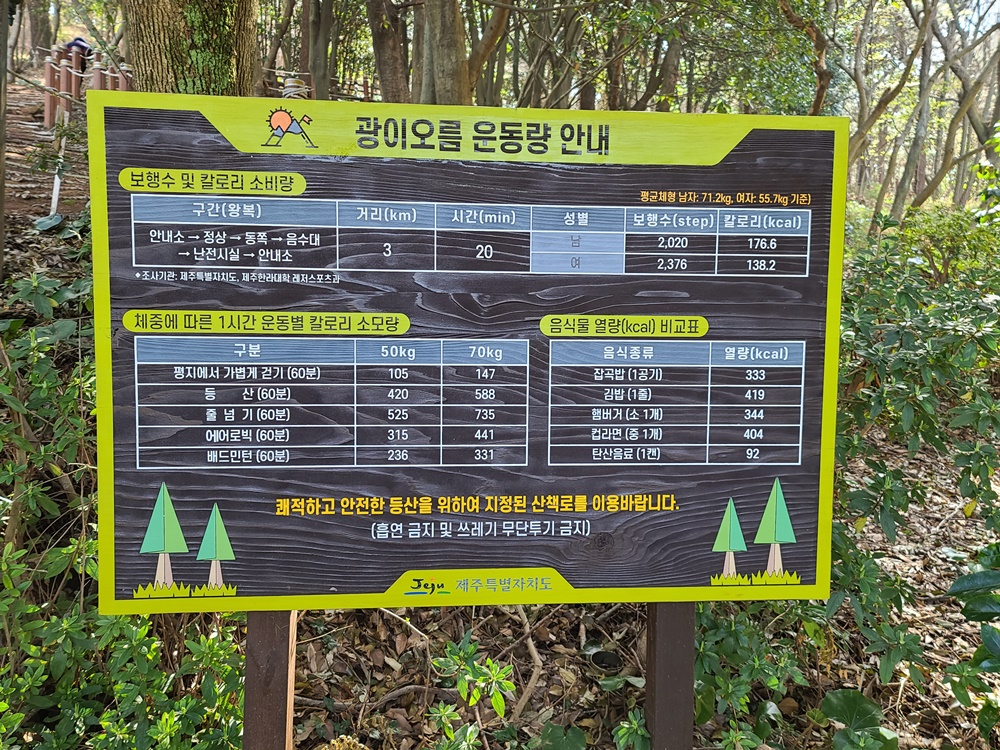 광이오름 운동량 안내
보행수 및 칼로리 소비량
평균체형 남자: 71.2kg, 여자: 55.7kg 기준)
구간(왕복) 거리(km) 시간(min) 성별 보행수(step) 칼로리(kcal)
안내소 → 정상 → 동쪽 → 음수대 → 난전시실 → 안내소 3 20 남 2,020 176.6
여 2,376 138.2
*조사기관: 제주특별자치도, 제주한라대학 레저스포츠과
체중에 따른 1시간 운동별 칼로리 소모량
구분 50kg 70kg
평지에서 가볍게 걷기 (60분) 105 147
등 산 (60분) 420 588
줄 넘 기 (60분) 525 735
에어로빅 (60분) 315 441
배드민턴 (60분) 236 331
음식물 열량(kcal) 비교표
음식종류 열량(kcal)
잡곡밥 (1공기) 333
김밥 (1줄) 419
햄버거 (소 1개) 344
컵라면 (중 1개) 404
탄산음료 (1캔) 92
쾌적하고 안전한 등산을 위하여 지정된 산책로를 이용바랍니다.
(흡연 금지 및 쓰레기 무단투기 금지)
Jeju 제주특별자치도